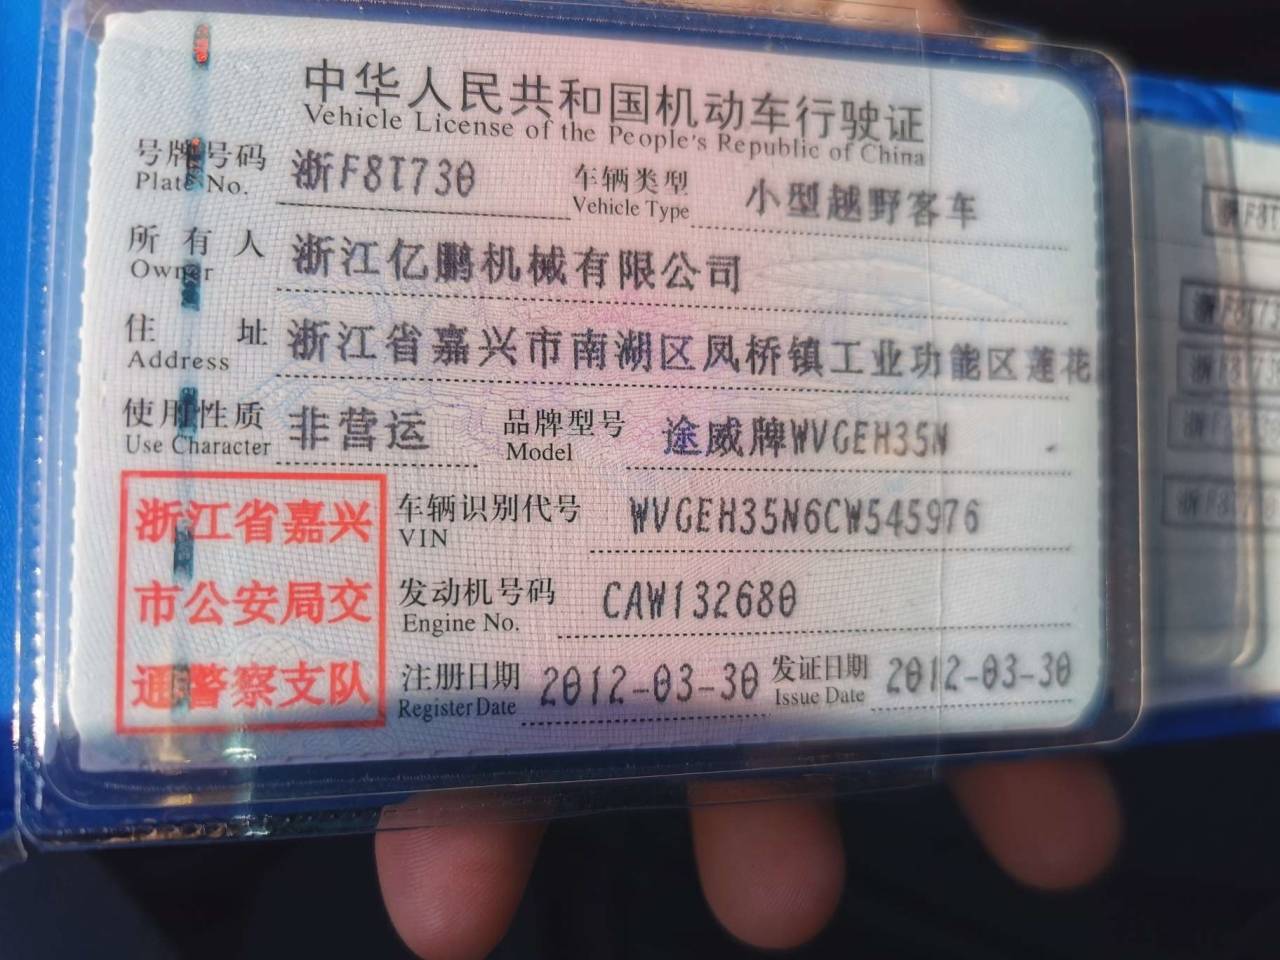 中华人民共和国机动车行驶证
Vehicle License of the People's Republic of China
号牌号码 浙F8T730 车辆类型 小型越野客车
Plate No. Vehicle Type
所有人 浙江亿鹏机械有限公司
Owner
住址 浙江省嘉兴市南湖区凤桥镇工业功能区莲花
Address
使用性质 非营运 品牌型号 途威牌WVGEH35N
Use Character Model
浙江省嘉兴
市公安局交
通警察支队
车辆识别代号 WVGEH35N6CW545976
VIN
发动机号码 CAW132680
Engine No.
注册日期 2012-03-30 发证日期 2012-03-30
Register Date Issue Date